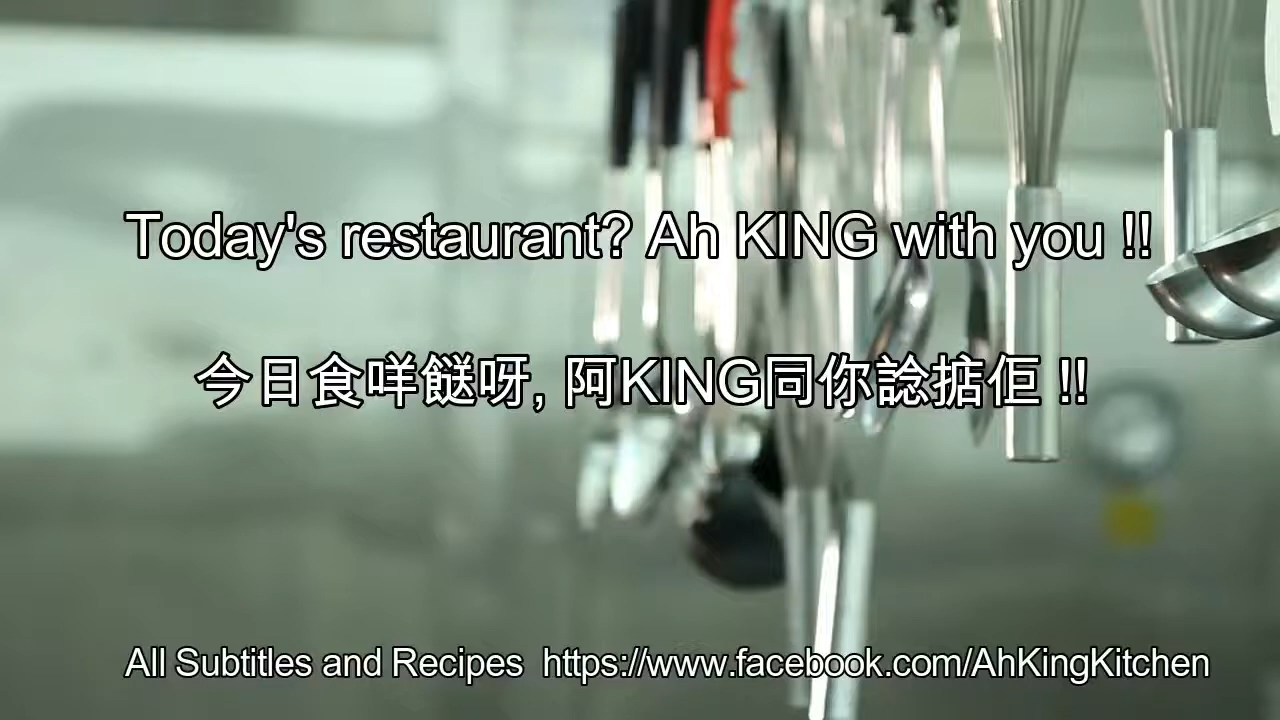 Today's restaurant? Ah KING with you !!
今日食咩餸呀, 阿KING同你諗掂佢 !!
All Subtitles and Recipes https://www.facebook.com/AhKingKitchen